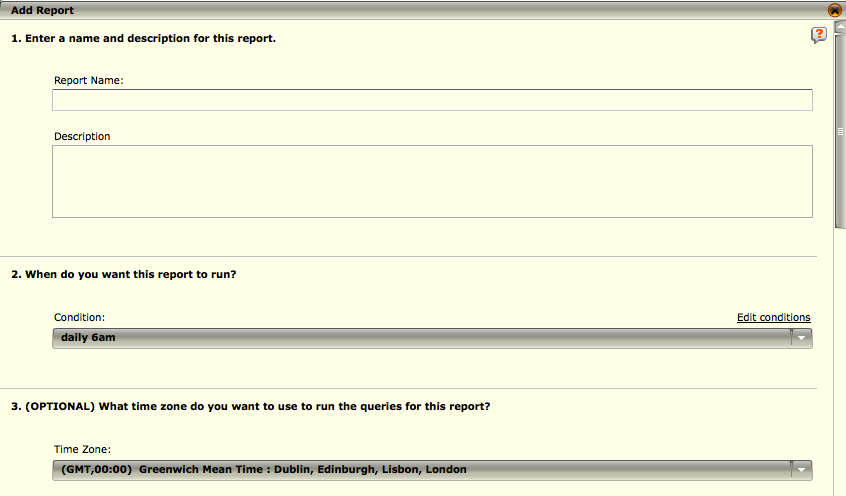 Add Report
1. Enter a name and description for this report.
?
Report Name:
Description
2. When do you want this report to run?
Condition:
Edit conditions
daily 6am
3. (OPTIONAL) What time zone do you want to use to run the queries for this report?
Time Zone:
(GMT,00:00)  Greenwich Mean Time : Dublin, Edinburgh, Lisbon, London